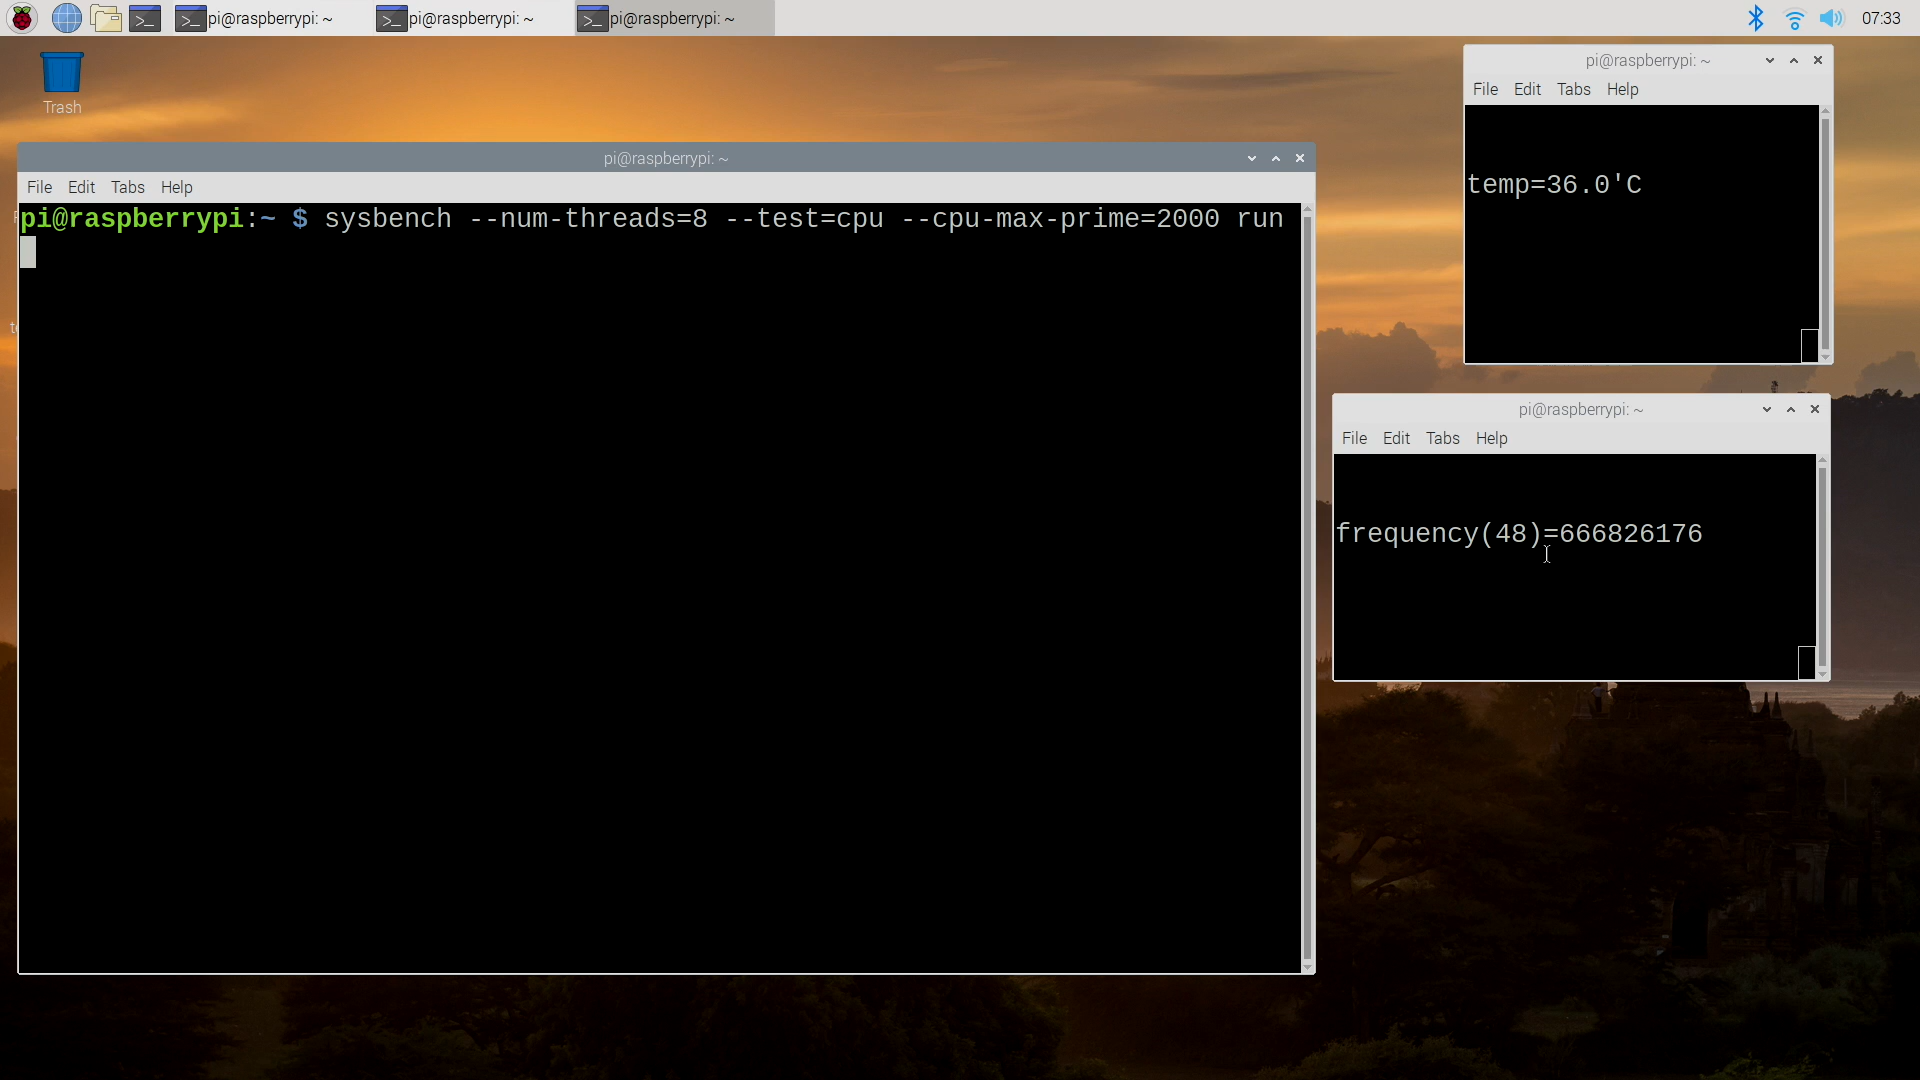 pi@raspberrypi: ~
pi@raspberrypi: ~
pi@raspberrypi: ~
07:33
Trash
pi@raspberrypi: ~
File Edit Tabs Help
temp=36.0'C
pi@raspberrypi: ~
File Edit Tabs Help
pi@raspberrypi:~ $ sysbench --num-threads=8 --test=cpu --cpu-max-prime=2000 run
pi@raspberrypi: ~
File Edit Tabs Help
frequency(48)=666826176